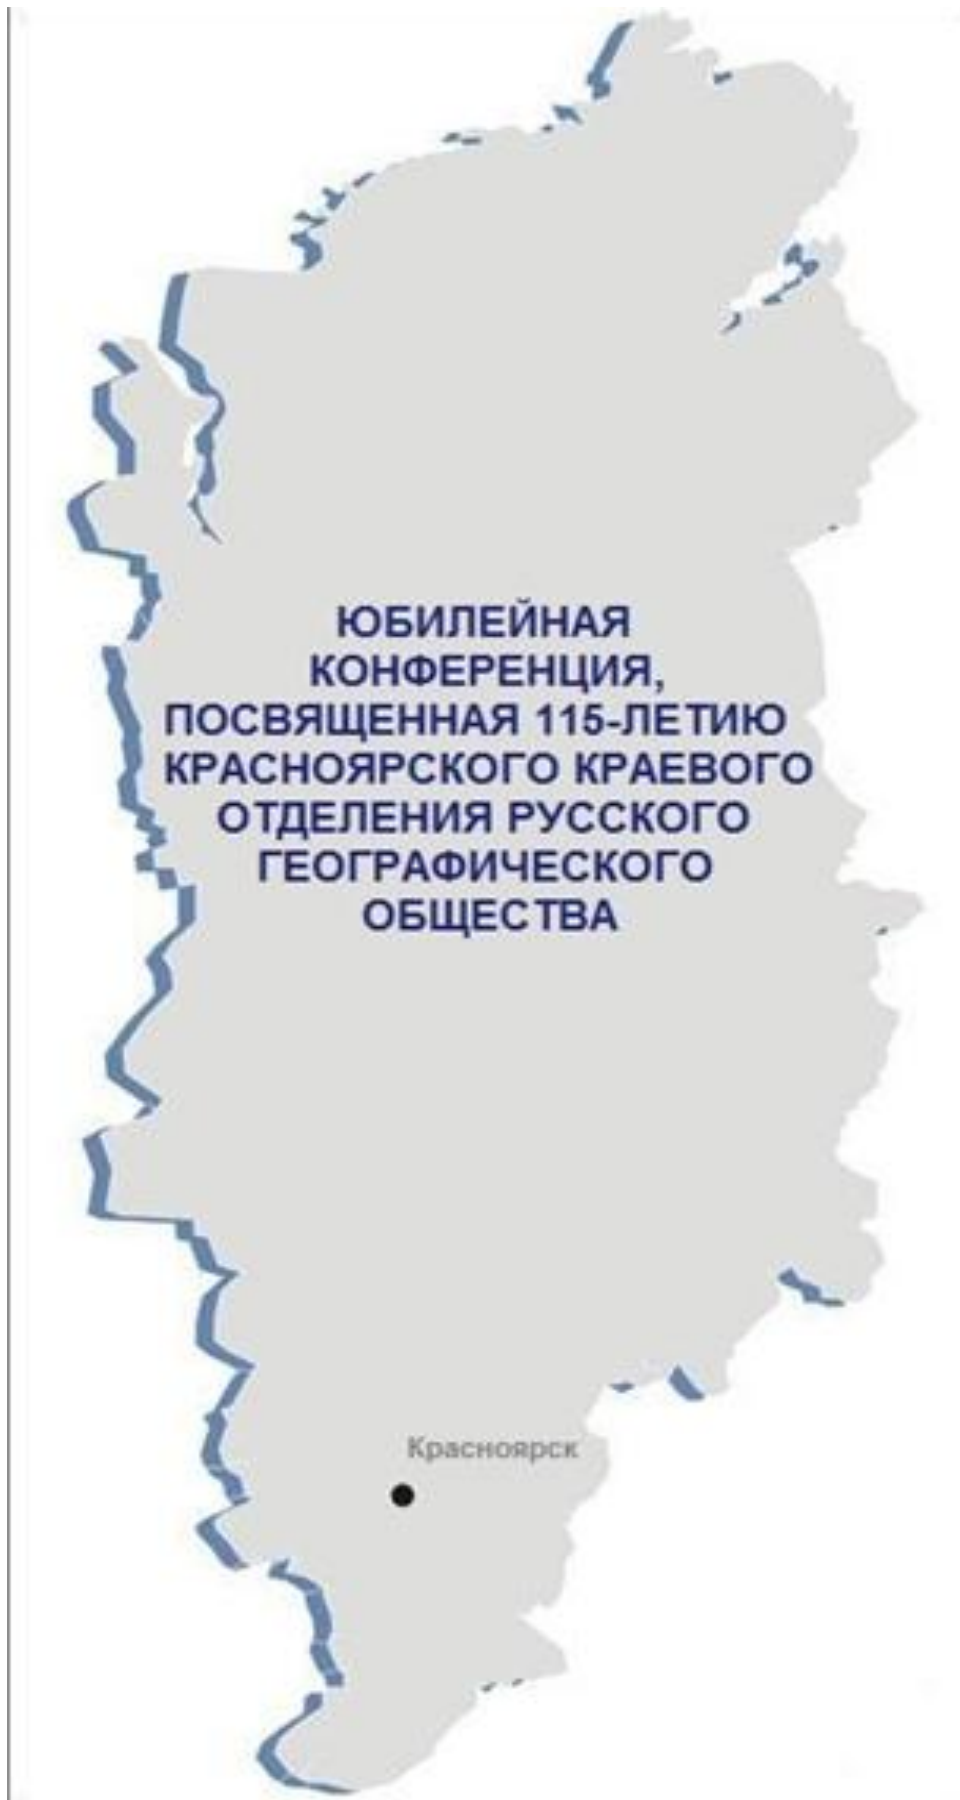 ЮБИЛЕЙНАЯ
КОНФЕРЕНЦИЯ,
ПОСВЯЩЕННАЯ 115-ЛЕТИЮ
КРАСНОЯРСКОГО КРАЕВОГО
ОТДЕЛЕНИЯ РУССКОГО
ГЕОГРАФИЧЕСКОГО
ОБЩЕСТВА
Красноярск